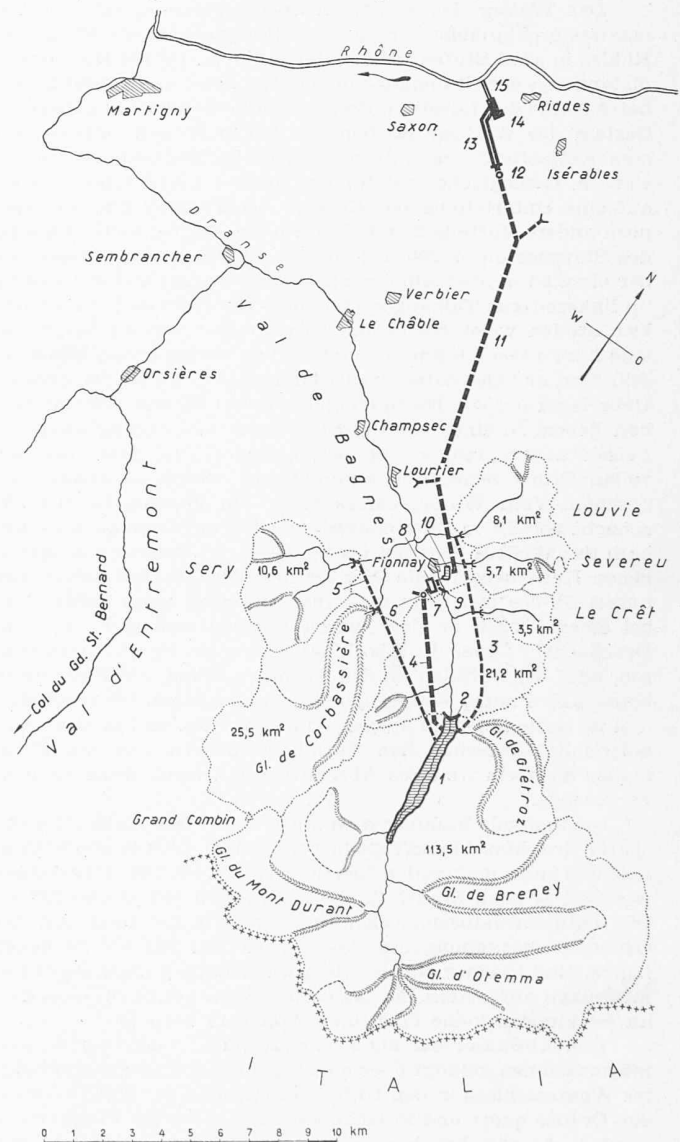 Rhône
Martigny
Saxon
15
Riddes
14
13
Isérables
12
Dranse
Sembrancher
Verbier
N
W
O
Val de Bagnes
Le Châble
11
Orsières
Champsec
Lourtier
Louvie
8,1 km²
8
10
Sery
10,6 km²
Fionnay
5,7 km²
Severeu
5
6
7
9
Le Crêt
3,5 km²
Col du Gd. St. Bernard
Val d'Entremont
3
4
21,2 km²
2
25,5 km²
Gl. de Corbassière
Gl. de Giétroz
1
Grand Combin
113,5 km²
Gl. du Mont Durant
Gl. de Breney
Gl. d'Otemma
ITALIA
0 1 2 3 4 5 6 7 8 9 10 km